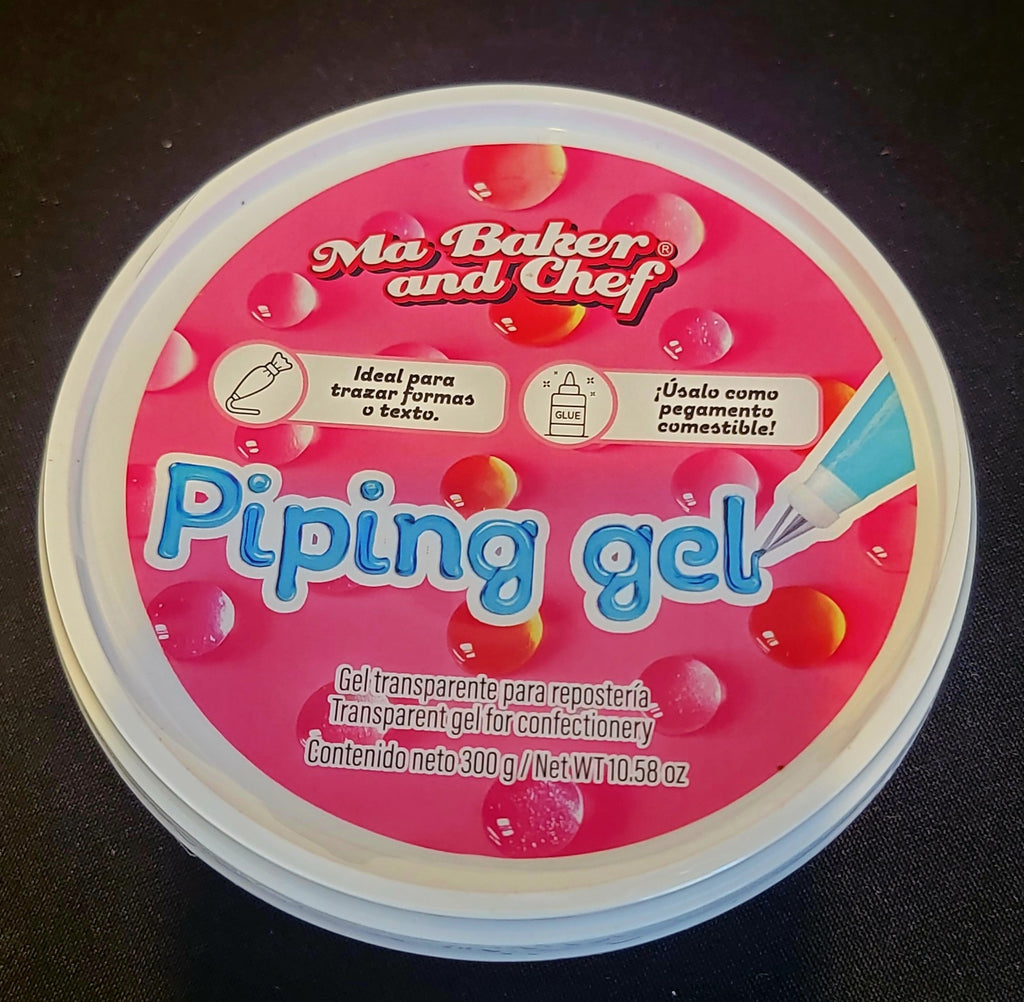 Ma Baker®
and Chef
Ideal para
trazar formas
o texto.
GLUE
¡Úsalo como
pegamento
comestible!
Piping gel
Gel transparente para repostería
Transparent gel for confectionery
Contenido neto 300 g / Net WT 10.58 oz